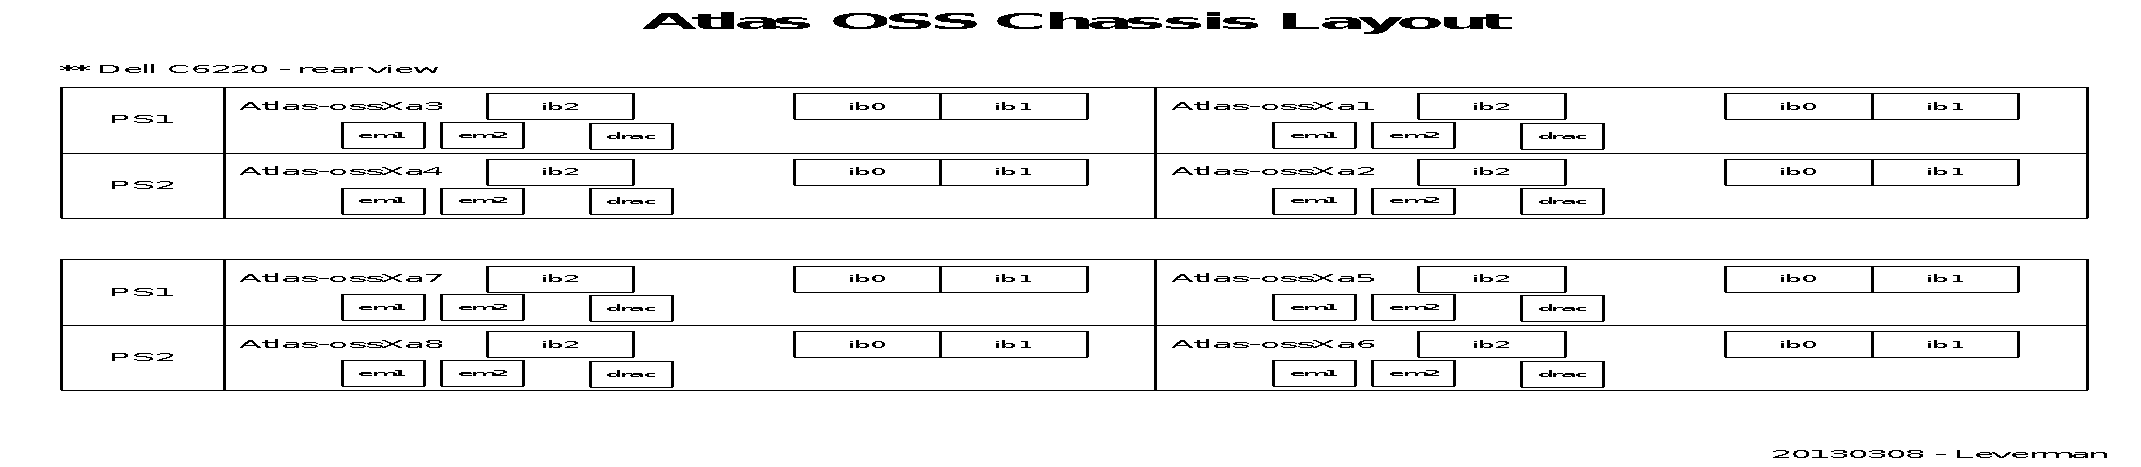 Atlas OSS Chassis Layout
** Dell C6220 - rear view
PS1 Atlas-ossXa3 ib2 ib0 ib1 Atlas-ossXa1 ib2 ib0 ib1
em1 em2 drac em1 em2 drac
PS2 Atlas-ossXa4 ib2 ib0 ib1 Atlas-ossXa2 ib2 ib0 ib1
em1 em2 drac em1 em2 drac
PS1 Atlas-ossXa7 ib2 ib0 ib1 Atlas-ossXa5 ib2 ib0 ib1
em1 em2 drac em1 em2 drac
PS2 Atlas-ossXa8 ib2 ib0 ib1 Atlas-ossXa6 ib2 ib0 ib1
em1 em2 drac em1 em2 drac
20130308 - Leverman